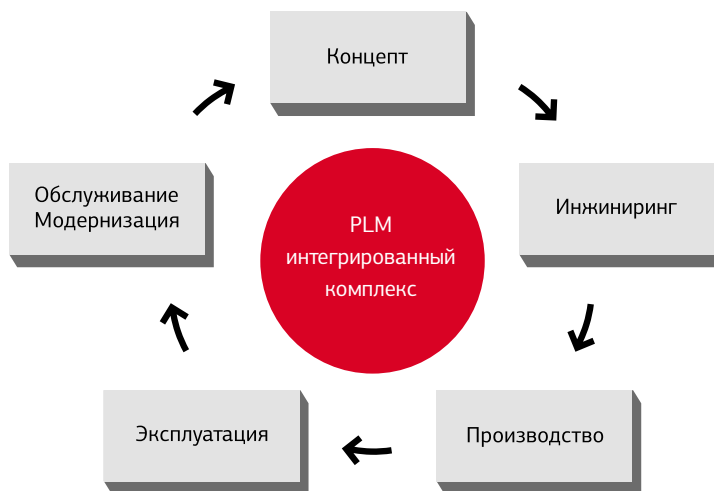 Концепт
Обслуживание
Модернизация
Инжиниринг
PLM
интегрированный
комплекс
Эксплуатация
Производство